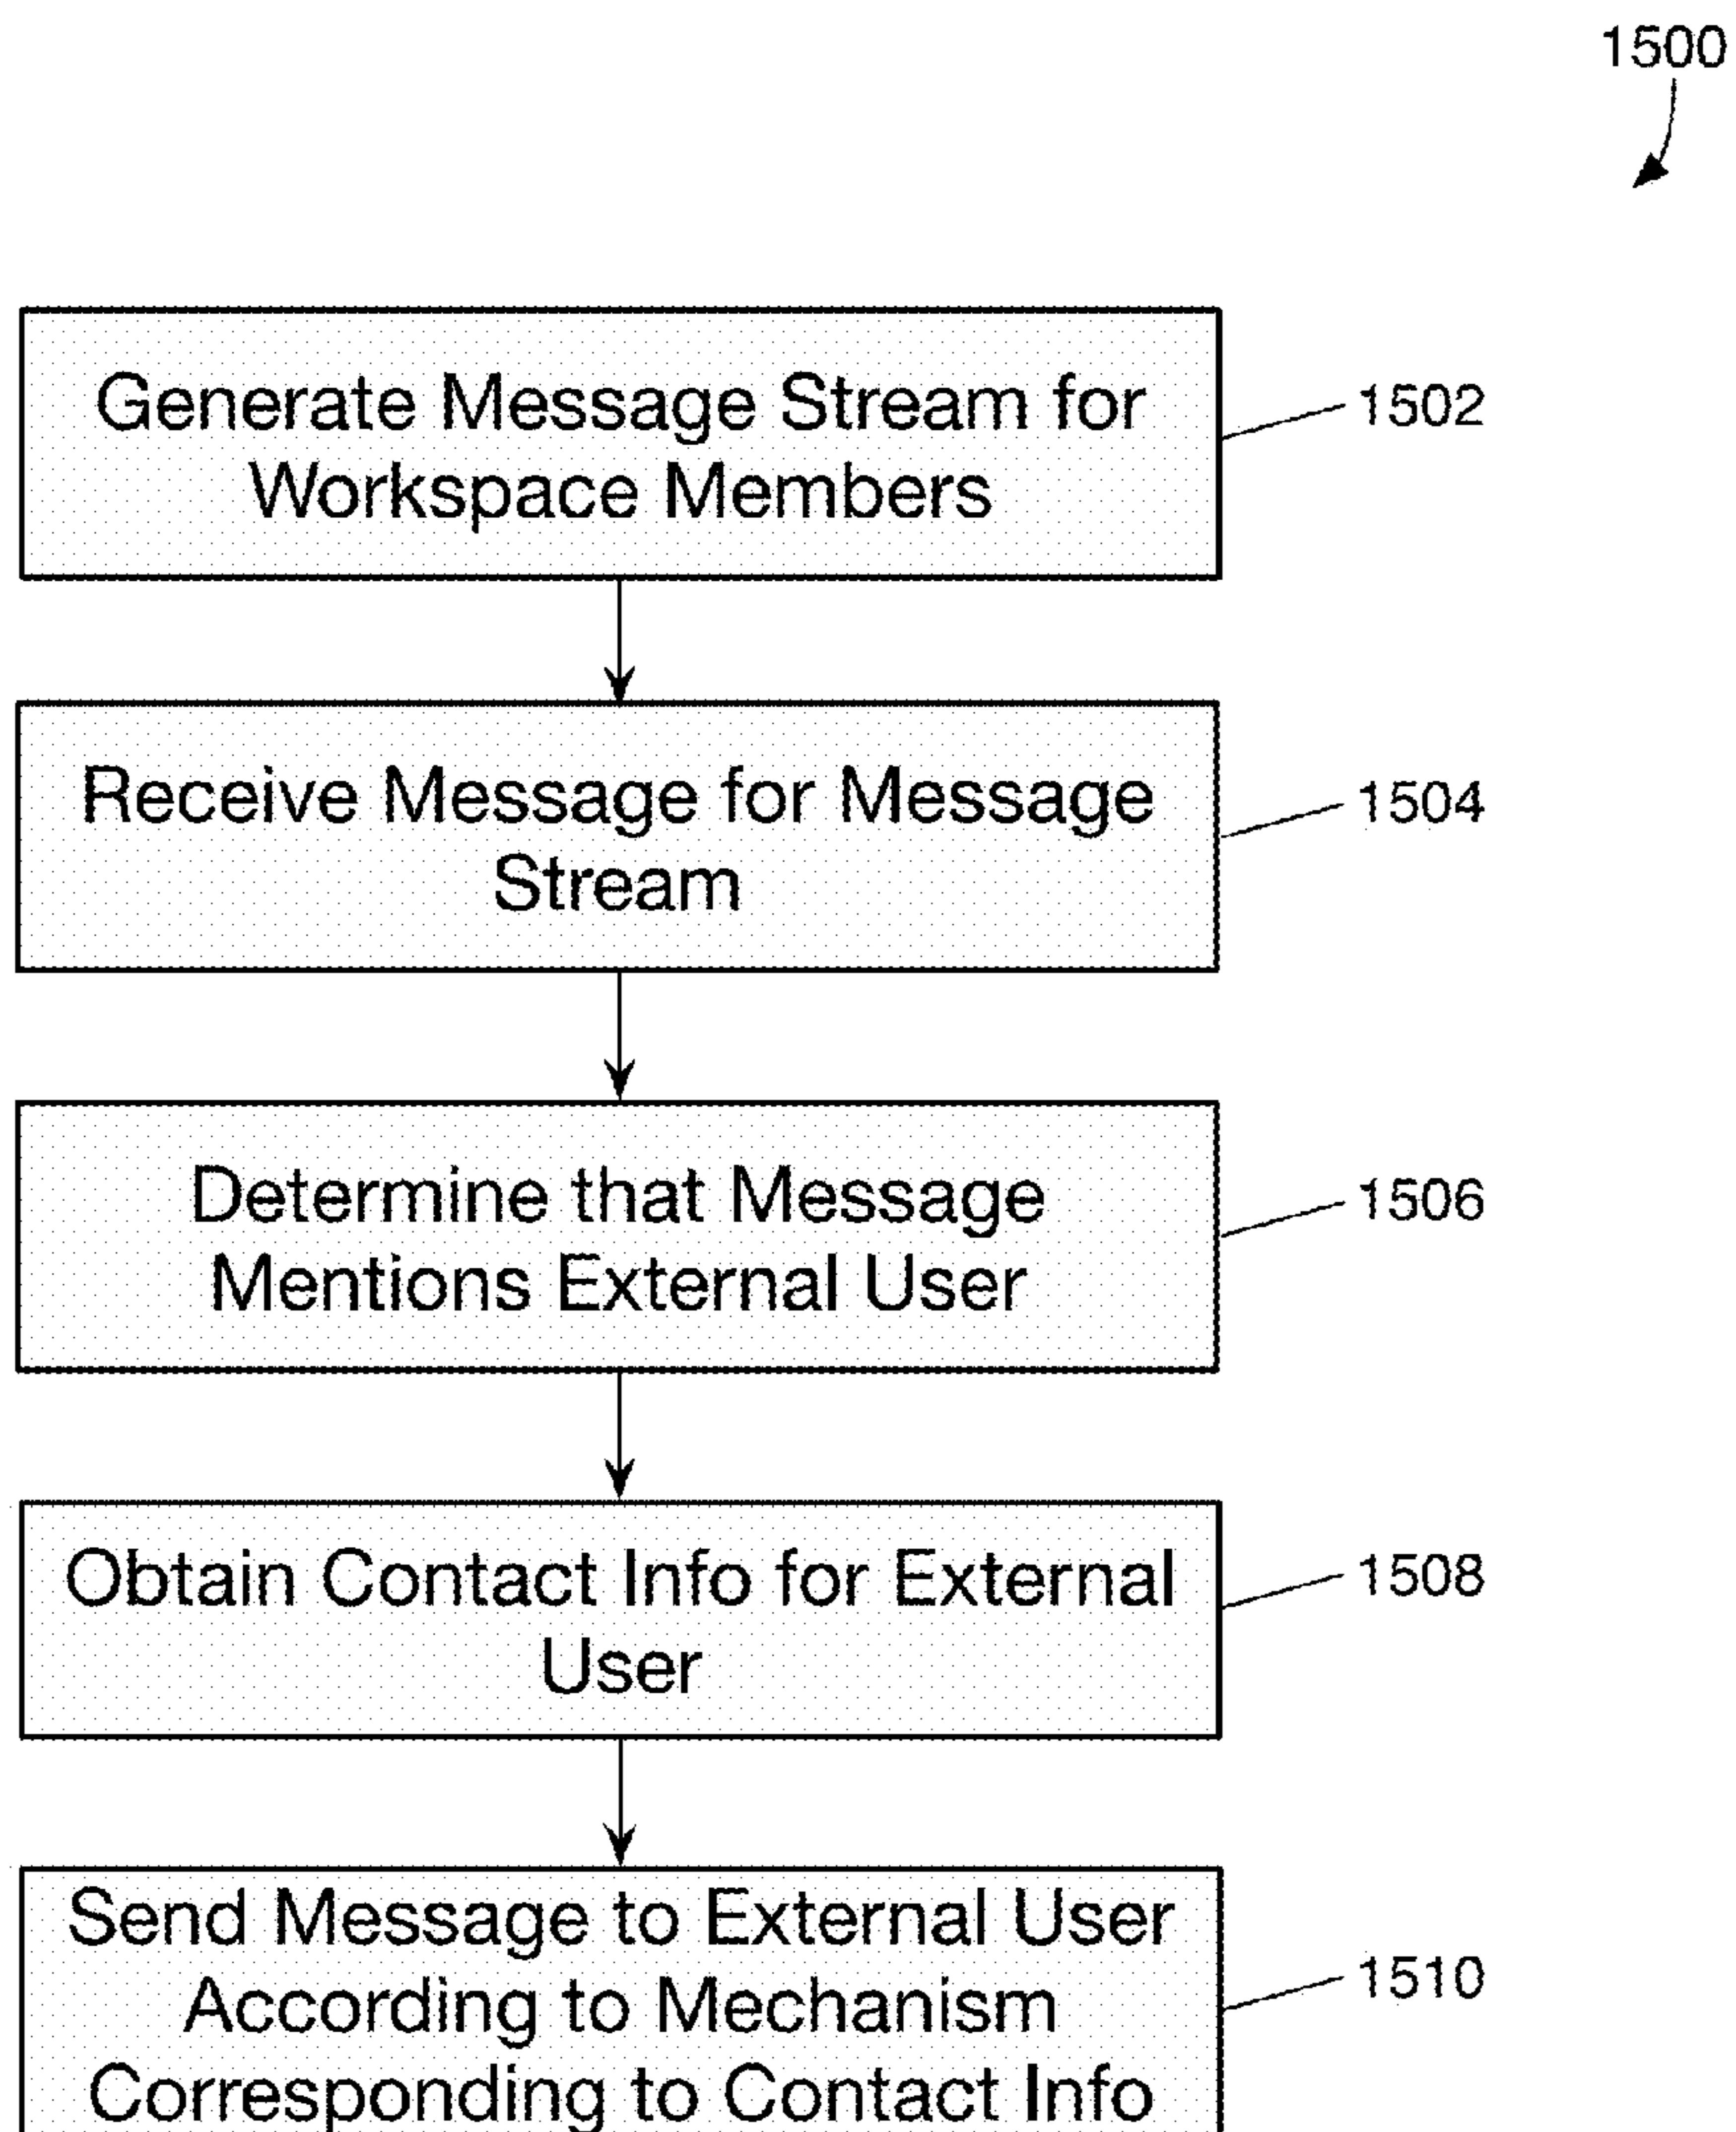 1500
Generate Message Stream for
Workspace Members
1502
Receive Message for Message
Stream
1504
Determine that Message
Mentions External User
1506
Obtain Contact Info for External
User
1508
Send Message to External User
According to Mechanism
Corresponding to Contact Info
1510